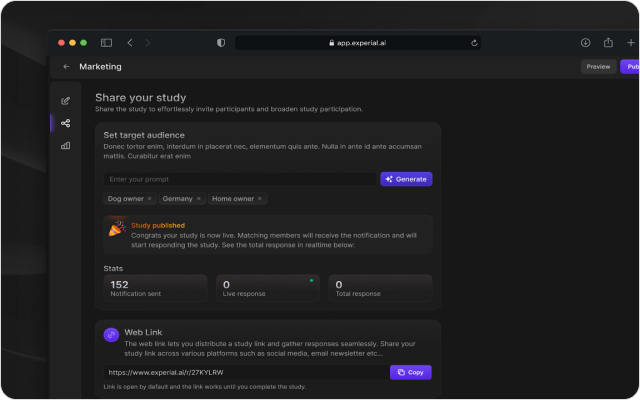 app.experial.ai
Marketing
Preview
Pub
Share your study
Share the study to effortlessly invite participants and broaden study participation.
Set target audience
Donec tortor enim, interdum in placerat nec, elementum quis ante. Nulla in ante id ante accumsan
mattis. Curabitur erat enim
Enter your prompt
Generate
Dog owner ×
Germany ×
Home owner ×
Study published
Congrats your study is now live. Matching members will receive the notification and will
start responding the study. See the total response in realtime below:
Stats
152
Notification sent
0
Live response
0
Total response
Web Link
The web link lets you distribute a study link and gather responses seamlessly. Share your
study link across various platforms such as social media, email newsletter etc...
https://www.experial.ai/r/27KYLRW
Copy
Link is open by default and the link works until you complete the study.